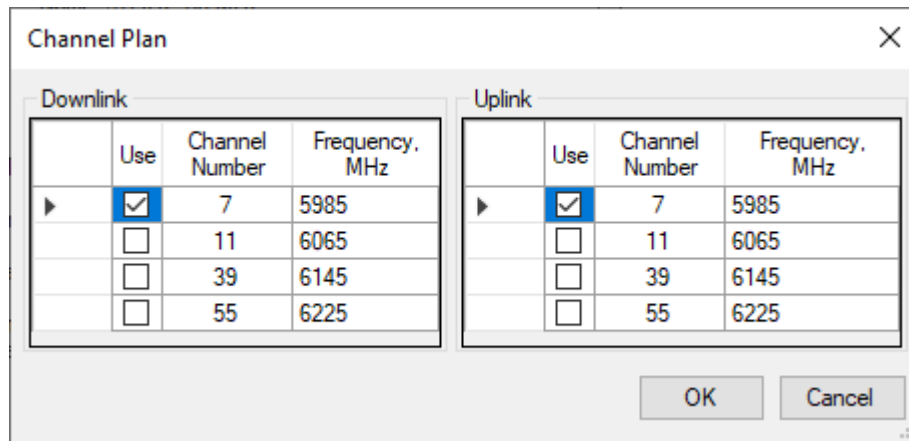 Channel Plan
Downlink
Use Channel Number Frequency, MHz
7 5985
11 6065
39 6145
55 6225
Uplink
Use Channel Number Frequency, MHz
7 5985
11 6065
39 6145
55 6225
OK Cancel